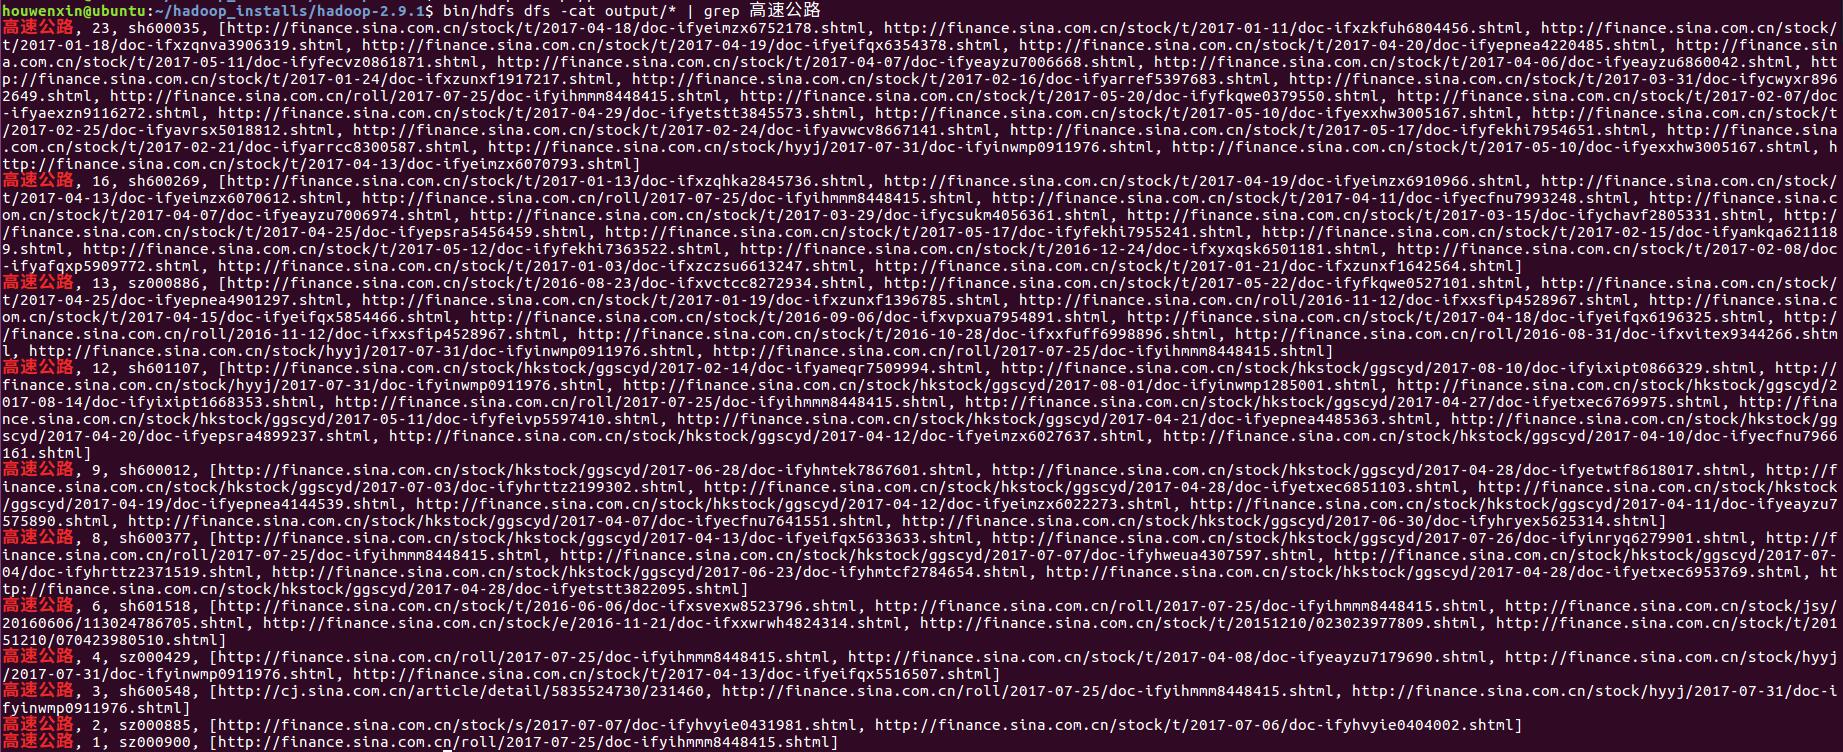 houwenxin@ubuntu:~/hadoop_installs/hadoop-2.9.1$ bin/hdfs dfs -cat output/* | grep 高速公路
高速公路, 23, sh600035, [http://finance.sina.com.cn/stock/t/2017-04-18/doc-ifyeimzx6752178.shtml, http://finance.sina.com.cn/stock/t/2017-01-11/doc-ifxzkfuh6804456.shtml, http://finance.sina.com.cn/stock/
t/2017-01-18/doc-ifxzqnva3906319.shtml, http://finance.sina.com.cn/stock/t/2017-04-19/doc-ifyeifqx6354378.shtml, http://finance.sina.com.cn/stock/t/2017-04-20/doc-ifyepnea4220485.shtml, http://finance.sin
a.com.cn/stock/t/2017-05-11/doc-ifyfecvz0861871.shtml, http://finance.sina.com.cn/stock/t/2017-04-07/doc-ifyeayzu7006668.shtml, http://finance.sina.com.cn/stock/t/2017-04-06/doc-ifyeayzu6860042.shtml, htt
p://finance.sina.com.cn/stock/t/2017-01-24/doc-ifxzunxf1917217.shtml, http://finance.sina.com.cn/stock/t/2017-02-16/doc-ifyarref5397683.shtml, http://finance.sina.com.cn/stock/t/2017-03-31/doc-ifycwyxr896
2649.shtml, http://finance.sina.com.cn/roll/2017-07-25/doc-ifyihmmm8448415.shtml, http://finance.sina.com.cn/stock/t/2017-05-20/doc-ifyfkqwe0379550.shtml, http://finance.sina.com.cn/stock/t/2017-02-07/doc
-ifyaexzn9116272.shtml, http://finance.sina.com.cn/stock/t/2017-04-29/doc-ifyetstt3845573.shtml, http://finance.sina.com.cn/stock/t/2017-05-10/doc-ifyexxhw3005167.shtml, http://finance.sina.com.cn/stock/t
/2017-02-25/doc-ifyavrsx5018812.shtml, http://finance.sina.com.cn/stock/t/2017-02-24/doc-ifyavwcv8667141.shtml, http://finance.sina.com.cn/stock/t/2017-05-17/doc-ifyfekhi7954651.shtml, http://finance.sina
.com.cn/stock/t/2017-02-21/doc-ifyarrcc8300587.shtml, http://finance.sina.com.cn/stock/hyyj/2017-07-31/doc-ifyinwmp0911976.shtml, http://finance.sina.com.cn/stock/t/2017-05-10/doc-ifyexxhw3005167.shtml, h
ttp://finance.sina.com.cn/stock/t/2017-04-13/doc-ifyeimzx6070793.shtml]
高速公路, 16, sh600269, [http://finance.sina.com.cn/stock/t/2017-01-13/doc-ifxzqhka2845736.shtml, http://finance.sina.com.cn/stock/t/2017-04-19/doc-ifyeimzx6910966.shtml, http://finance.sina.com.cn/stock/
t/2017-04-13/doc-ifyeimzx6070612.shtml, http://finance.sina.com.cn/roll/2017-07-25/doc-ifyihmmm8448415.shtml, http://finance.sina.com.cn/stock/t/2017-04-11/doc-ifyecfnu7993248.shtml, http://finance.sina.c
om.cn/stock/t/2017-04-07/doc-ifyeayzu7006974.shtml, http://finance.sina.com.cn/stock/t/2017-03-29/doc-ifycsukm4056361.shtml, http://finance.sina.com.cn/stock/t/2017-03-15/doc-ifychavf2805331.shtml, http:/
/finance.sina.com.cn/stock/t/2017-04-25/doc-ifyepsra5456459.shtml, http://finance.sina.com.cn/stock/t/2017-05-17/doc-ifyfekhi7955241.shtml, http://finance.sina.com.cn/stock/t/2017-02-15/doc-ifyamkqa621118
9.shtml, http://finance.sina.com.cn/stock/t/2017-05-12/doc-ifyfekhi7363522.shtml, http://finance.sina.com.cn/stock/t/2016-12-24/doc-ifxyxqsk6501181.shtml, http://finance.sina.com.cn/stock/t/2017-02-08/doc
-ifyafqxp5909772.shtml, http://finance.sina.com.cn/stock/t/2017-01-03/doc-ifxzczsu6613247.shtml, http://finance.sina.com.cn/stock/t/2017-01-21/doc-ifxzunxf1642564.shtml]
高速公路, 13, sz000886, [http://finance.sina.com.cn/stock/t/2016-08-23/doc-ifxvctcc8272934.shtml, http://finance.sina.com.cn/stock/t/2017-05-22/doc-ifyfkqwe0527101.shtml, http://finance.sina.com.cn/stock/
t/2017-04-25/doc-ifyepnea4901297.shtml, http://finance.sina.com.cn/stock/t/2017-01-19/doc-ifxzunxf1396785.shtml, http://finance.sina.com.cn/roll/2016-11-12/doc-ifxxsfip4528967.shtml, http://finance.sina.c
om.cn/stock/t/2017-04-15/doc-ifyeifqx5854466.shtml, http://finance.sina.com.cn/stock/t/2016-09-06/doc-ifxvpxua7954891.shtml, http://finance.sina.com.cn/stock/t/2017-04-18/doc-ifyeifqx6196325.shtml, http:/
/finance.sina.com.cn/roll/2016-11-12/doc-ifxxsfip4528967.shtml, http://finance.sina.com.cn/stock/t/2016-10-28/doc-ifxxfuff6998896.shtml, http://finance.sina.com.cn/roll/2016-08-31/doc-ifxvitex9344266.shtm
l, http://finance.sina.com.cn/stock/hyyj/2017-07-31/doc-ifyinwmp0911976.shtml, http://finance.sina.com.cn/roll/2017-07-25/doc-ifyihmmm8448415.shtml]
高速公路, 12, sh601107, [http://finance.sina.com.cn/stock/hkstock/ggscyd/2017-02-14/doc-ifyameqr7509994.shtml, http://finance.sina.com.cn/stock/hkstock/ggscyd/2017-08-10/doc-ifyixipt0866329.shtml, http://
finance.sina.com.cn/stock/hyyj/2017-07-31/doc-ifyinwmp0911976.shtml, http://finance.sina.com.cn/stock/hkstock/ggscyd/2017-08-01/doc-ifyinwmp1285001.shtml, http://finance.sina.com.cn/stock/hkstock/ggscyd/2
017-08-14/doc-ifyixipt1668353.shtml, http://finance.sina.com.cn/roll/2017-07-25/doc-ifyihmmm8448415.shtml, http://finance.sina.com.cn/stock/hkstock/ggscyd/2017-04-27/doc-ifyetxec6769975.shtml, http://fina
nce.sina.com.cn/stock/hkstock/ggscyd/2017-05-11/doc-ifyfeivp5597410.shtml, http://finance.sina.com.cn/stock/hkstock/ggscyd/2017-04-21/doc-ifyepnea4485363.shtml, http://finance.sina.com.cn/stock/hkstock/gg
scyd/2017-04-20/doc-ifyepsra4899237.shtml, http://finance.sina.com.cn/stock/hkstock/ggscyd/2017-04-12/doc-ifyeimzx6027637.shtml, http://finance.sina.com.cn/stock/hkstock/ggscyd/2017-04-10/doc-ifyecfnu7966
161.shtml]
高速公路, 9, sh600012, [http://finance.sina.com.cn/stock/hkstock/ggscyd/2017-06-28/doc-ifyhmtek7867601.shtml, http://finance.sina.com.cn/stock/hkstock/ggscyd/2017-04-28/doc-ifyetwtf8618017.shtml, http://f
inance.sina.com.cn/stock/hkstock/ggscyd/2017-07-03/doc-ifyhrttz2199302.shtml, http://finance.sina.com.cn/stock/hkstock/ggscyd/2017-04-28/doc-ifyetxec6851103.shtml, http://finance.sina.com.cn/stock/hkstock
/ggscyd/2017-04-19/doc-ifyepnea4144539.shtml, http://finance.sina.com.cn/stock/hkstock/ggscyd/2017-04-12/doc-ifyeimzx6022273.shtml, http://finance.sina.com.cn/stock/hkstock/ggscyd/2017-04-11/doc-ifyeayzu7
575890.shtml, http://finance.sina.com.cn/stock/hkstock/ggscyd/2017-04-07/doc-ifyecfnu7641551.shtml, http://finance.sina.com.cn/stock/hkstock/ggscyd/2017-06-30/doc-ifyhryex5625314.shtml]
高速公路, 8, sh600377, [http://finance.sina.com.cn/stock/hkstock/ggscyd/2017-04-13/doc-ifyeifqx5633633.shtml, http://finance.sina.com.cn/stock/hkstock/ggscyd/2017-07-26/doc-ifyinryq6279901.shtml, http://f
inance.sina.com.cn/roll/2017-07-25/doc-ifyihmmm8448415.shtml, http://finance.sina.com.cn/stock/hkstock/ggscyd/2017-07-07/doc-ifyhweua4307597.shtml, http://finance.sina.com.cn/stock/hkstock/ggscyd/2017-07-
04/doc-ifyhrttz2371519.shtml, http://finance.sina.com.cn/stock/hkstock/ggscyd/2017-06-23/doc-ifyhmtcf2784654.shtml, http://finance.sina.com.cn/stock/hkstock/ggscyd/2017-04-28/doc-ifyetxec6953769.shtml, ht
tp://finance.sina.com.cn/stock/hkstock/ggscyd/2017-04-28/doc-ifyetstt3822095.shtml]
高速公路, 6, sh601518, [http://finance.sina.com.cn/stock/t/2016-06-06/doc-ifxsvexw8523796.shtml, http://finance.sina.com.cn/roll/2017-07-25/doc-ifyihmmm8448415.shtml, http://finance.sina.com.cn/stock/jsy/
20160606/113024786705.shtml, http://finance.sina.com.cn/stock/e/2016-11-21/doc-ifxxwrwh4824314.shtml, http://finance.sina.com.cn/stock/t/20151210/023023977809.shtml, http://finance.sina.com.cn/stock/t/201
51210/070423980510.shtml]
高速公路, 4, sz000429, [http://finance.sina.com.cn/roll/2017-07-25/doc-ifyihmmm8448415.shtml, http://finance.sina.com.cn/stock/t/2017-04-08/doc-ifyeayzu7179690.shtml, http://finance.sina.com.cn/stock/hyyj
/2017-07-31/doc-ifyinwmp0911976.shtml, http://finance.sina.com.cn/stock/t/2017-04-13/doc-ifyeifqx5516507.shtml]
高速公路, 3, sh600548, [http://cj.sina.com.cn/article/detail/5835524730/231460, http://finance.sina.com.cn/roll/2017-07-25/doc-ifyihmmm8448415.shtml, http://finance.sina.com.cn/stock/hyyj/2017-07-31/doc-i
fyinwmp0911976.shtml]
高速公路, 2, sz000885, [http://finance.sina.com.cn/stock/s/2017-07-07/doc-ifyhvyie0431981.shtml, http://finance.sina.com.cn/stock/t/2017-07-06/doc-ifyhvyie0404002.shtml]
高速公路, 1, sz000900, [http://finance.sina.com.cn/roll/2017-07-25/doc-ifyihmmm8448415.shtml]